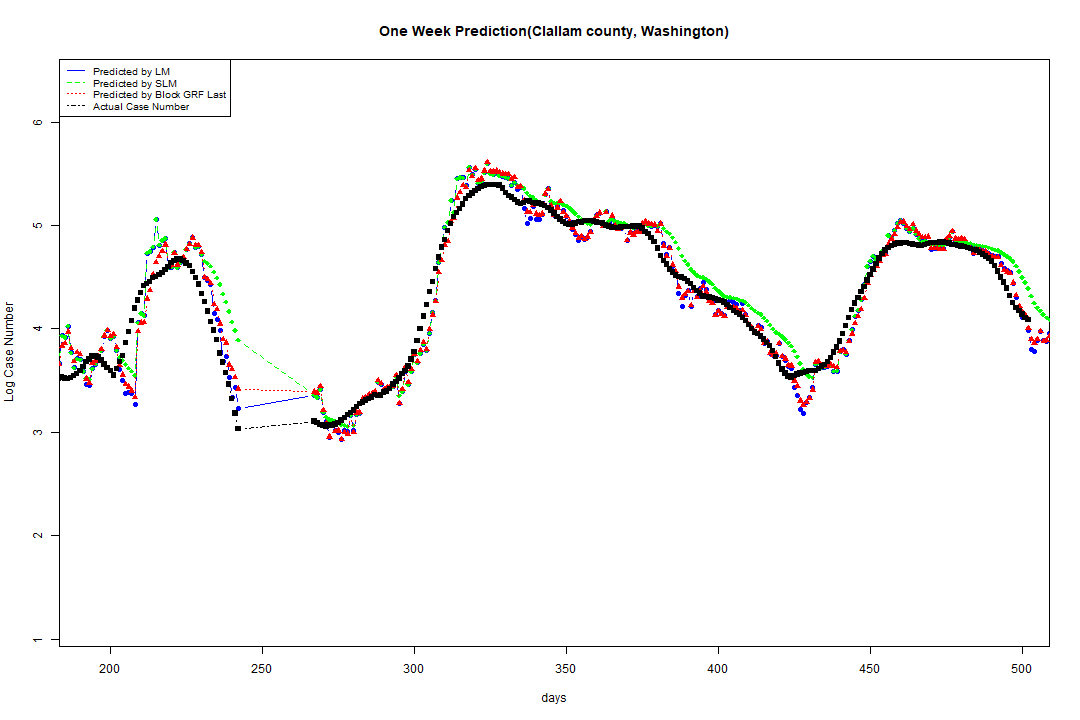 One Week Prediction(Clallam county, Washington)
Predicted by LM
Predicted by SLM
Predicted by Block GRF Last
Actual Case Number
Log Case Number
6
5
4
3
2
1
200 250 300 350 400 450 500
days